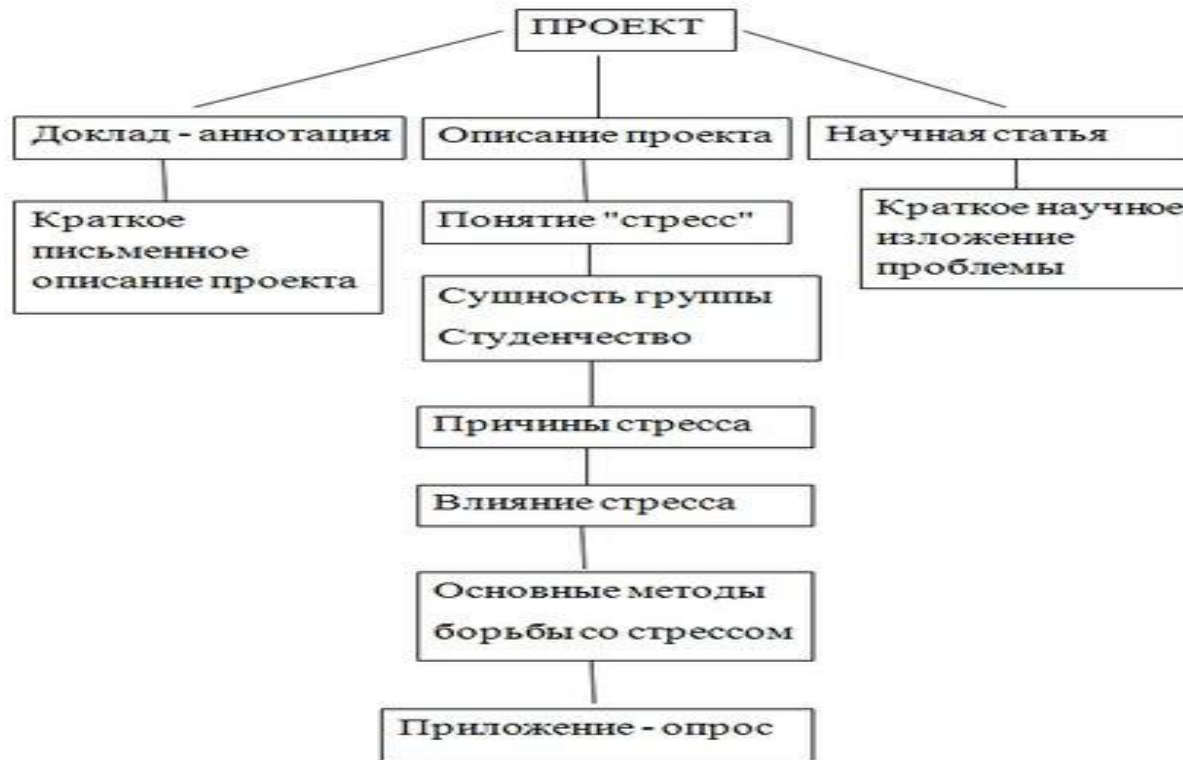 ПРОЕКТ
Доклад - аннотация
Описание проекта
Научная статья
Краткое
письменное
описание проекта
Понятие "стресс"
Краткое научное
изложение
проблемы
Сущность группы
Студенчество
Причины стресса
Влияние стресса
Основные методы
борьбы со стрессом
Приложение - опрос